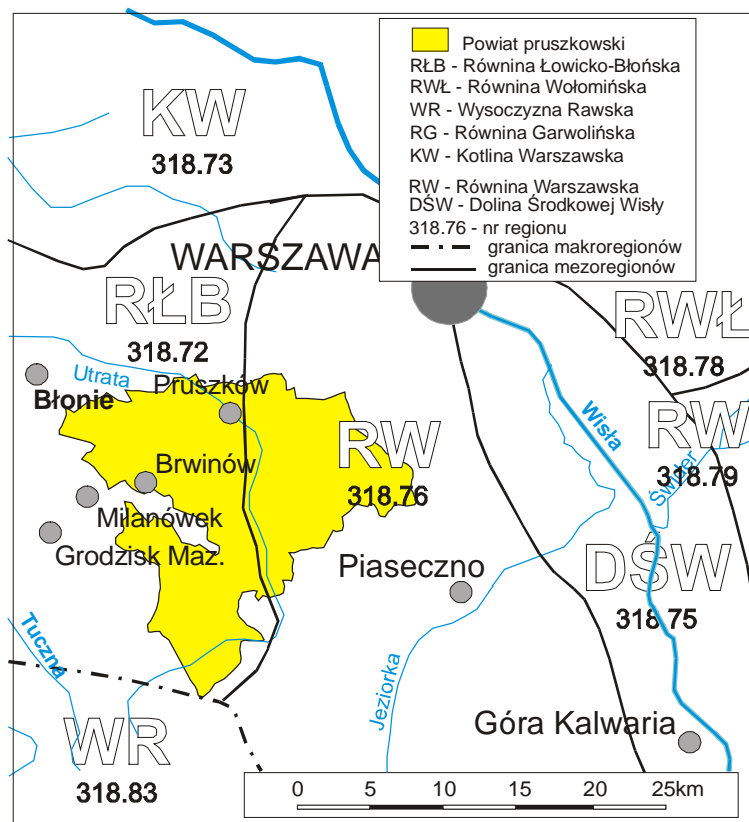 Powiat pruszkowski
RŁB - Równina Łowicko-Błońska
RWŁ - Równina Wołomińska
WR - Wysoczyzna Rawska
RG - Równina Garwolińska
KW - Kotlina Warszawska
RW - Równina Warszawska
DŚW - Dolina Środkowej Wisły
318.76 - nr regionu
granica makroregionów
granica mezoregionów
KW
318.73
WARSZAWA
RŁB
318.72
RWŁ
318.78
Utrata
Błonie
Pruszków
Wisła
RW
318.76
RW
318.79
Świder
Brwinów
Milanówek
Grodzisk Maz.
Piaseczno
DŚW
318.75
Tuczna
Jeziorka
WR
318.83
Góra Kalwaria
0 5 10 15 20 25km